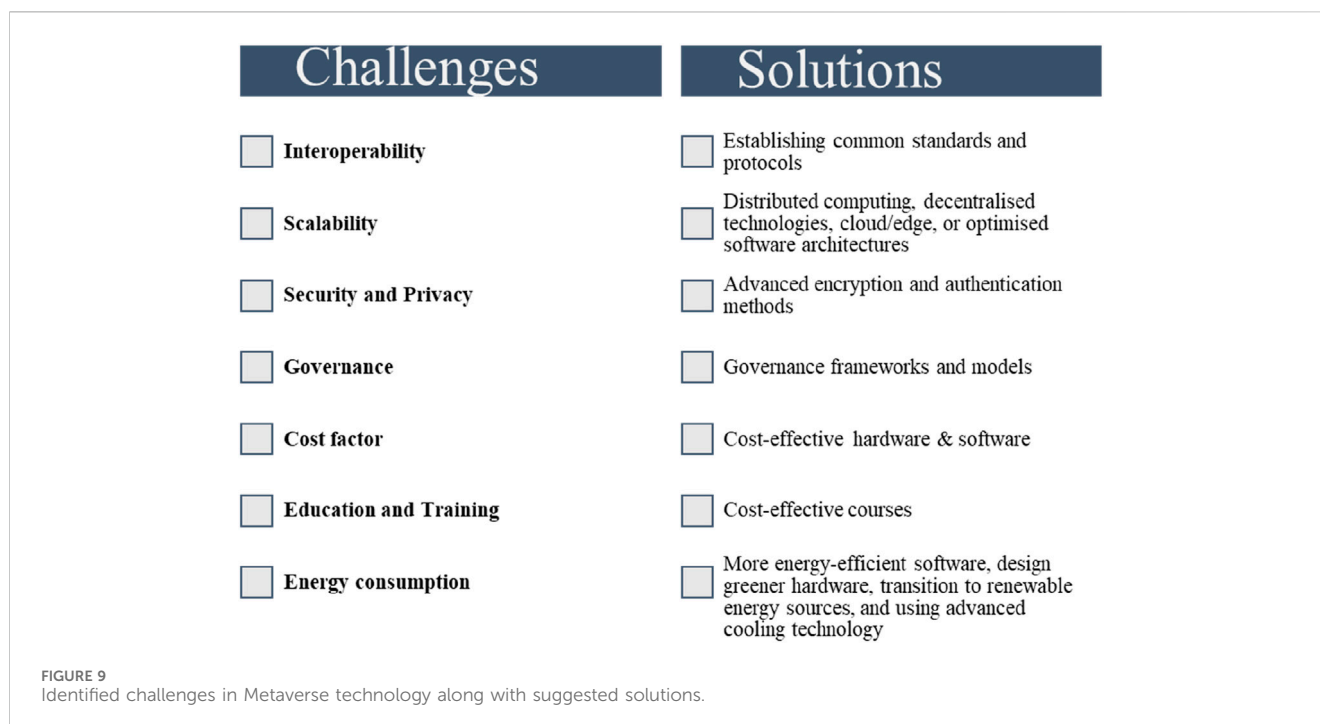 Challenges
Solutions
Interoperability
Establishing common standards and
protocols
Scalability
Distributed computing, decentralised
technologies, cloud/edge, or optimised
software architectures
Security and Privacy
Advanced encryption and authentication
methods
Governance
Governance frameworks and models
Cost factor
Cost-effective hardware & software
Education and Training
Cost-effective courses
Energy consumption
More energy-efficient software, design
greener hardware, transition to renewable
energy sources, and using advanced
cooling technology
FIGURE 9
Identified challenges in Metaverse technology along with suggested solutions.